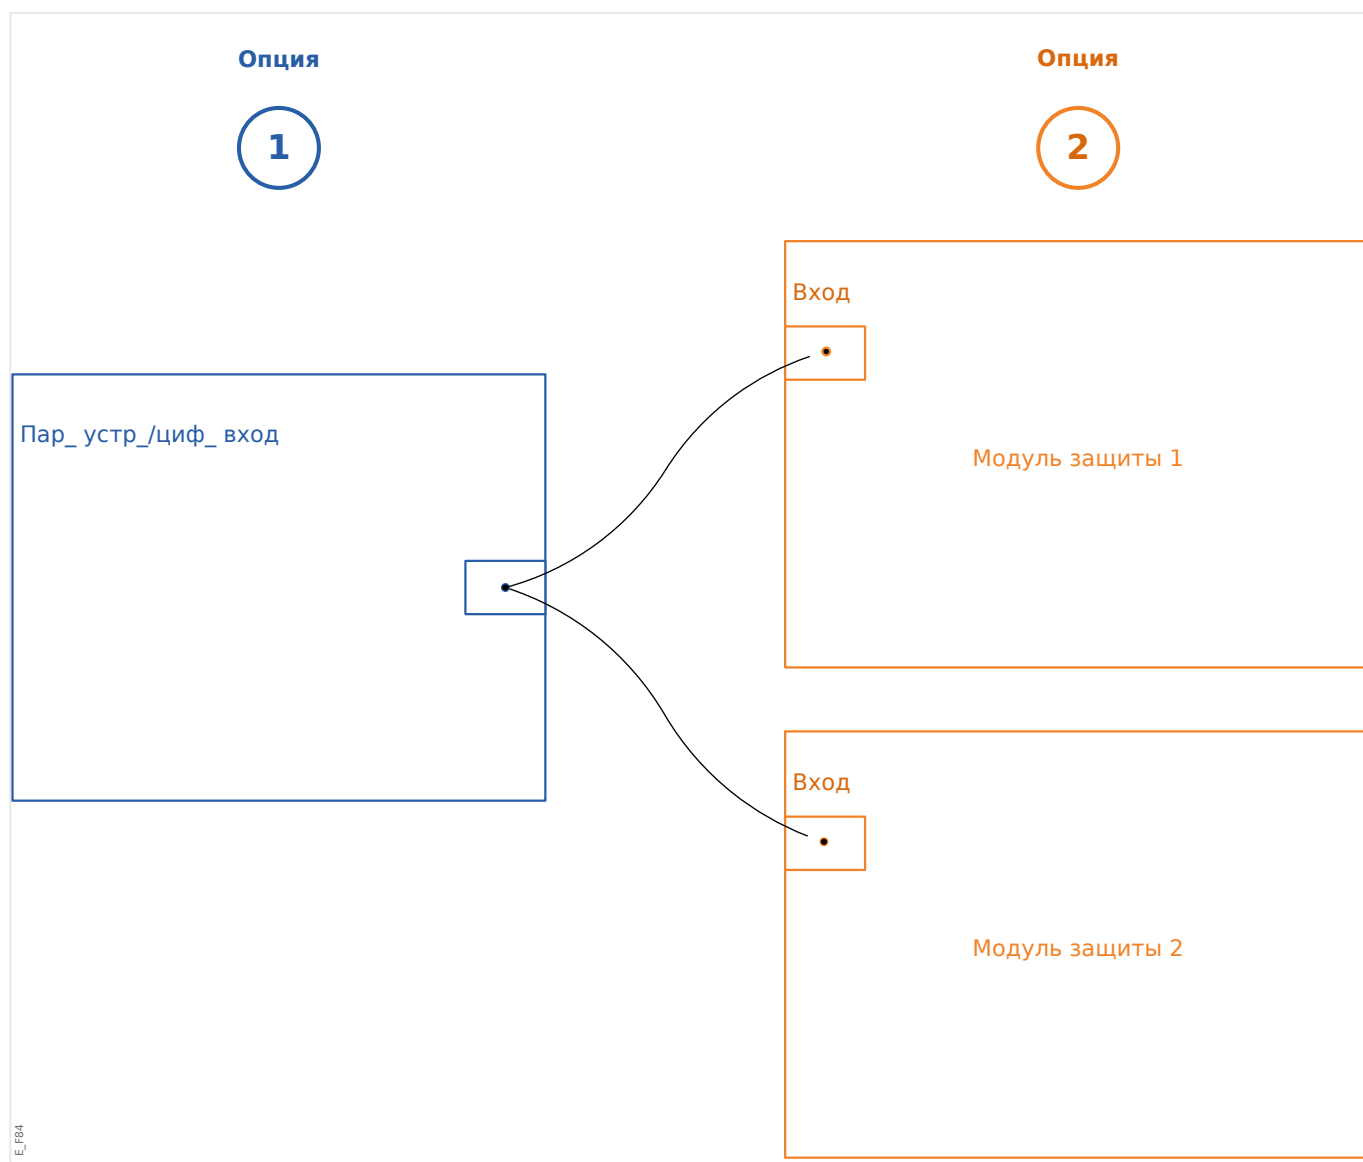 Опция
1
Опция
2
Вход
Модуль защиты 1
Пар_ устр_/циф_ вход
Вход
Модуль защиты 2
E_F84